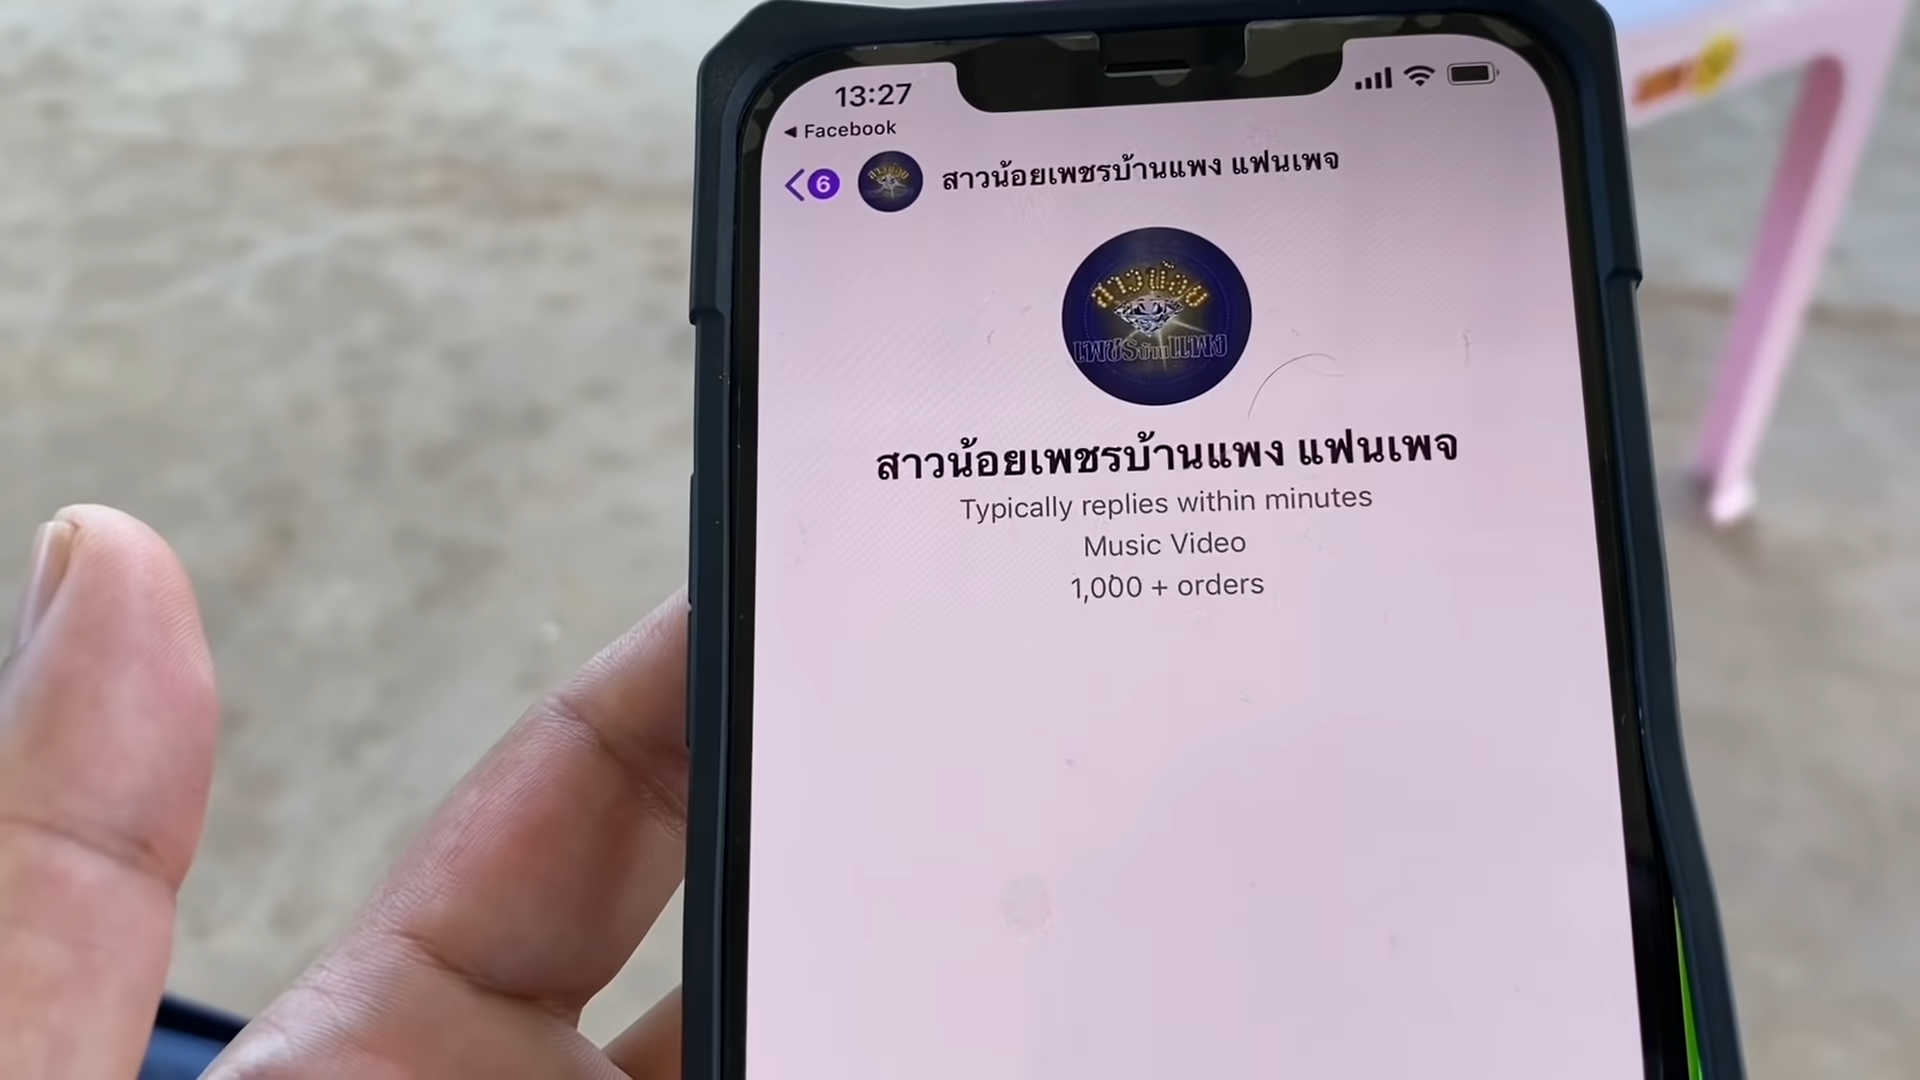 13:27
◀ Facebook
6
สาวน้อยเพชรบ้านแพง แฟนเพจ
สาวน้อย
เพชรบ้านแพง
สาวน้อยเพชรบ้านแพง แฟนเพจ
Typically replies within minutes
Music Video
1,000 + orders